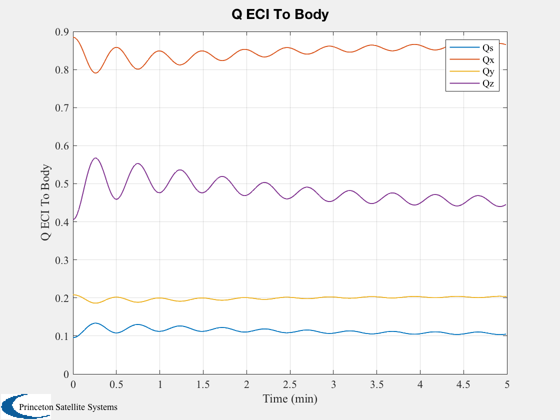 Q ECI To Body
0.9
0.8
0.7
0.6
0.5
0.4
0.3
0.2
0.1
0
Q ECI To Body
Qs
Qx
Qy
Qz
0 0.5 1 1.5 2 2.5 3 3.5 4 4.5 5
Time (min)
Princeton Satellite Systems